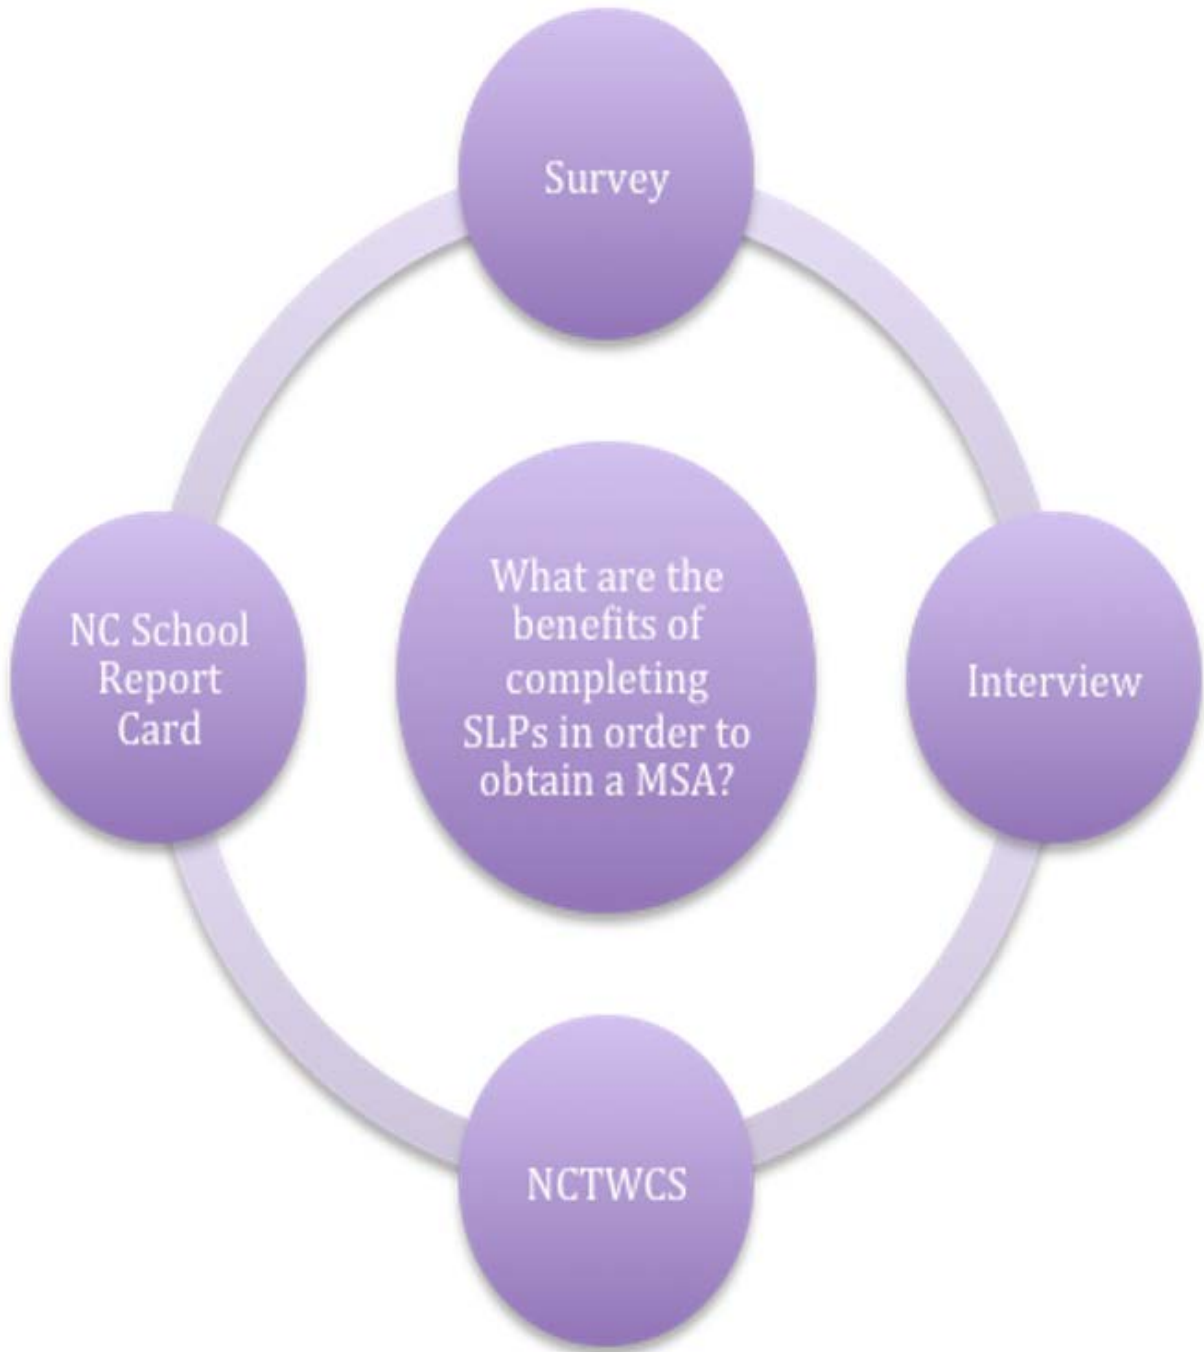 Survey
NC School
Report
Card
What are the
benefits of
completing
SLPs in order to
obtain a MSA?
Interview
NCTWCS